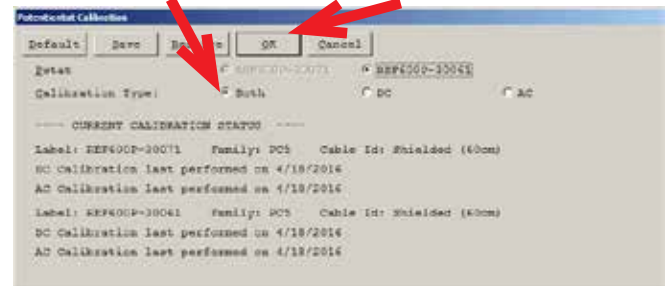 Potentiostat Calibration
Default Save OK Cancel
Pstat REF600P-30061
Calibration Type: Both DC AC
---- CURRENT CALIBRATION STATUS ----
Label: REF600P-30071 Family: PC5 Cable Id: Shielded (60cm)
DC Calibration last performed on 4/18/2016
AC Calibration last performed on 4/18/2016
Label: REF600P-30061 Family: PC5 Cable Id: Shielded (60cm)
DC Calibration last performed on 4/18/2016
AC Calibration last performed on 4/18/2016